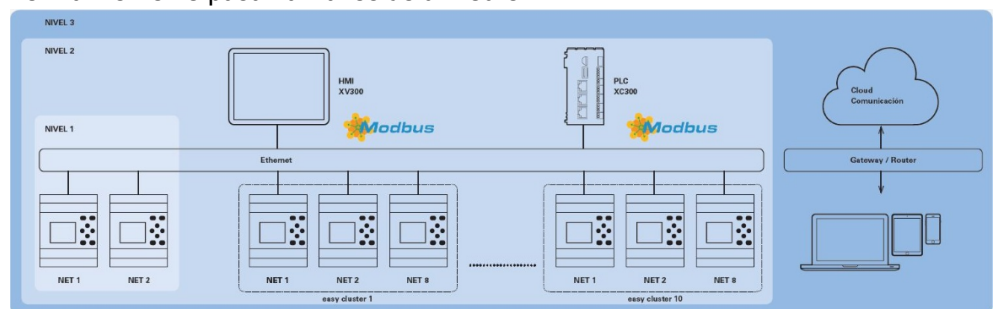 NIVEL 3
NIVEL 2
HMI
XV300
PLC
XC300
Cloud
Comunicación
Modbus
Modbus
NIVEL 1
Ethernet
Gateway / Router
NET 1
NET 2
NET 1
NET 2
NET 8
NET 1
NET 2
NET 8
easy cluster 1
easy cluster 10